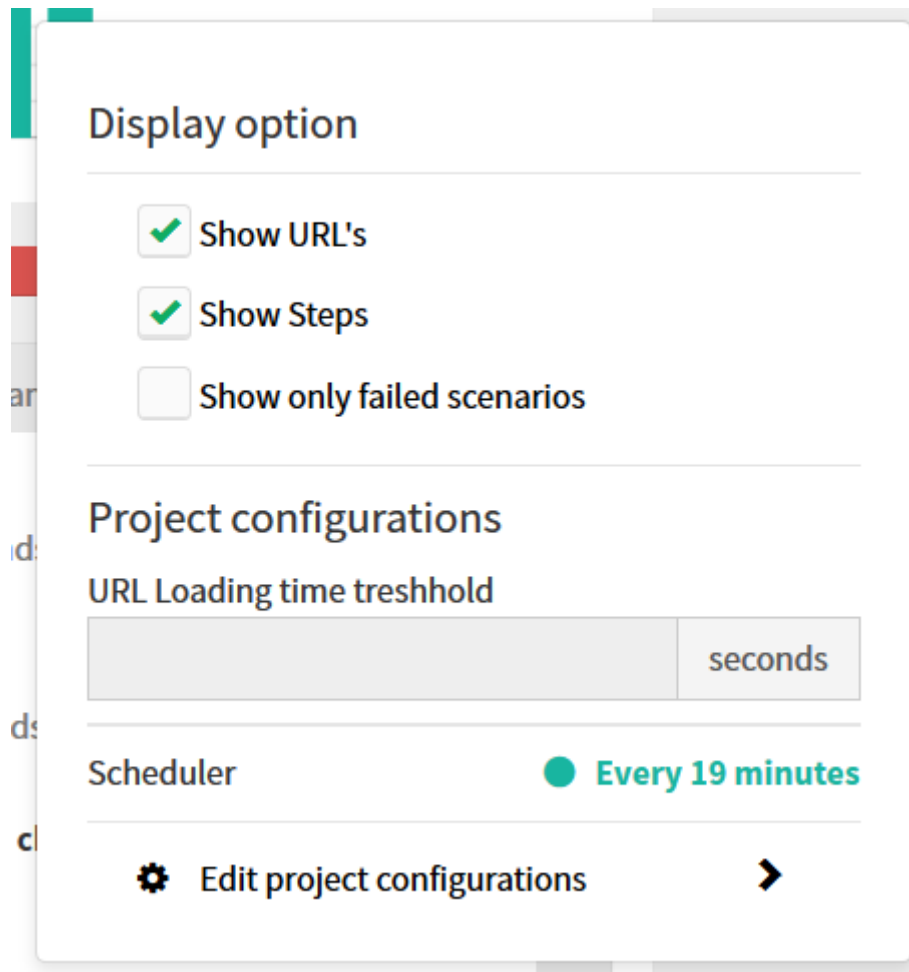 Display option
Show URL's
Show Steps
Show only failed scenarios
Project configurations
URL Loading time treshhold
seconds
Scheduler Every 19 minutes
Edit project configurations